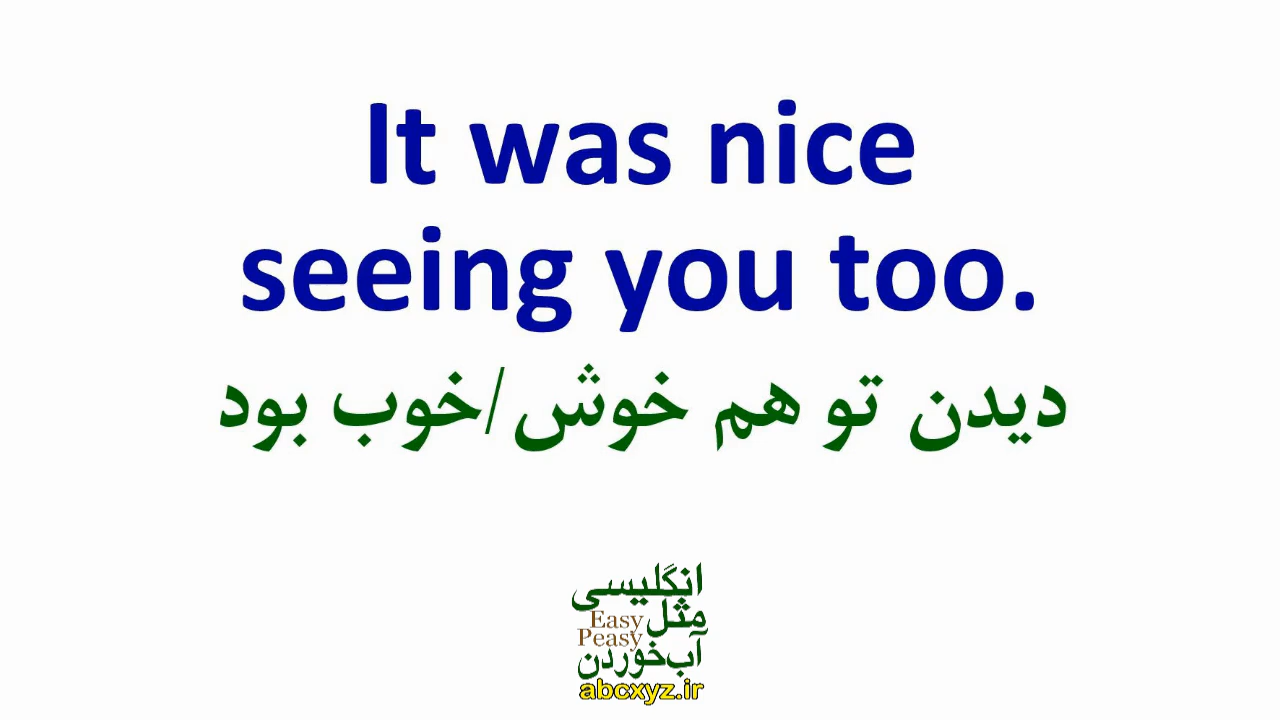 It was nice
seeing you too.
دیدن تو هم خوش/خوب بود
انگلیسی
مثل
Easy
Peasy
آب‌خوردن
abcxyz.ir